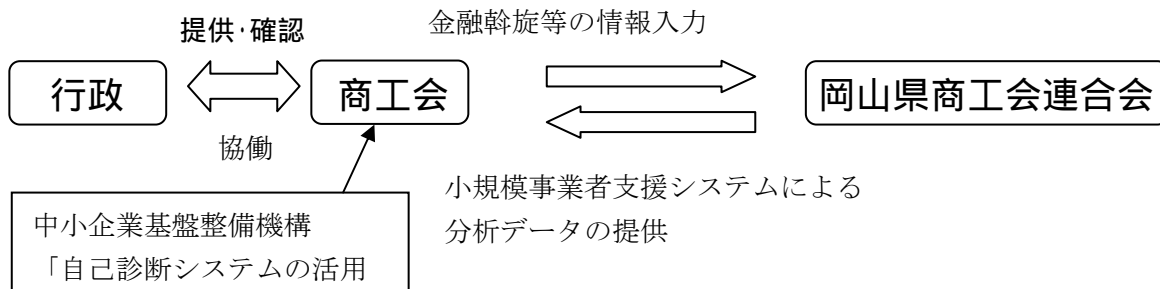 提供･確認
金融斡旋等の情報入力
行政
商工会
岡山県商工会連合会
協働
小規模事業者支援システムによる
分析データの提供
中小企業基盤整備機構
「自己診断システムの活用